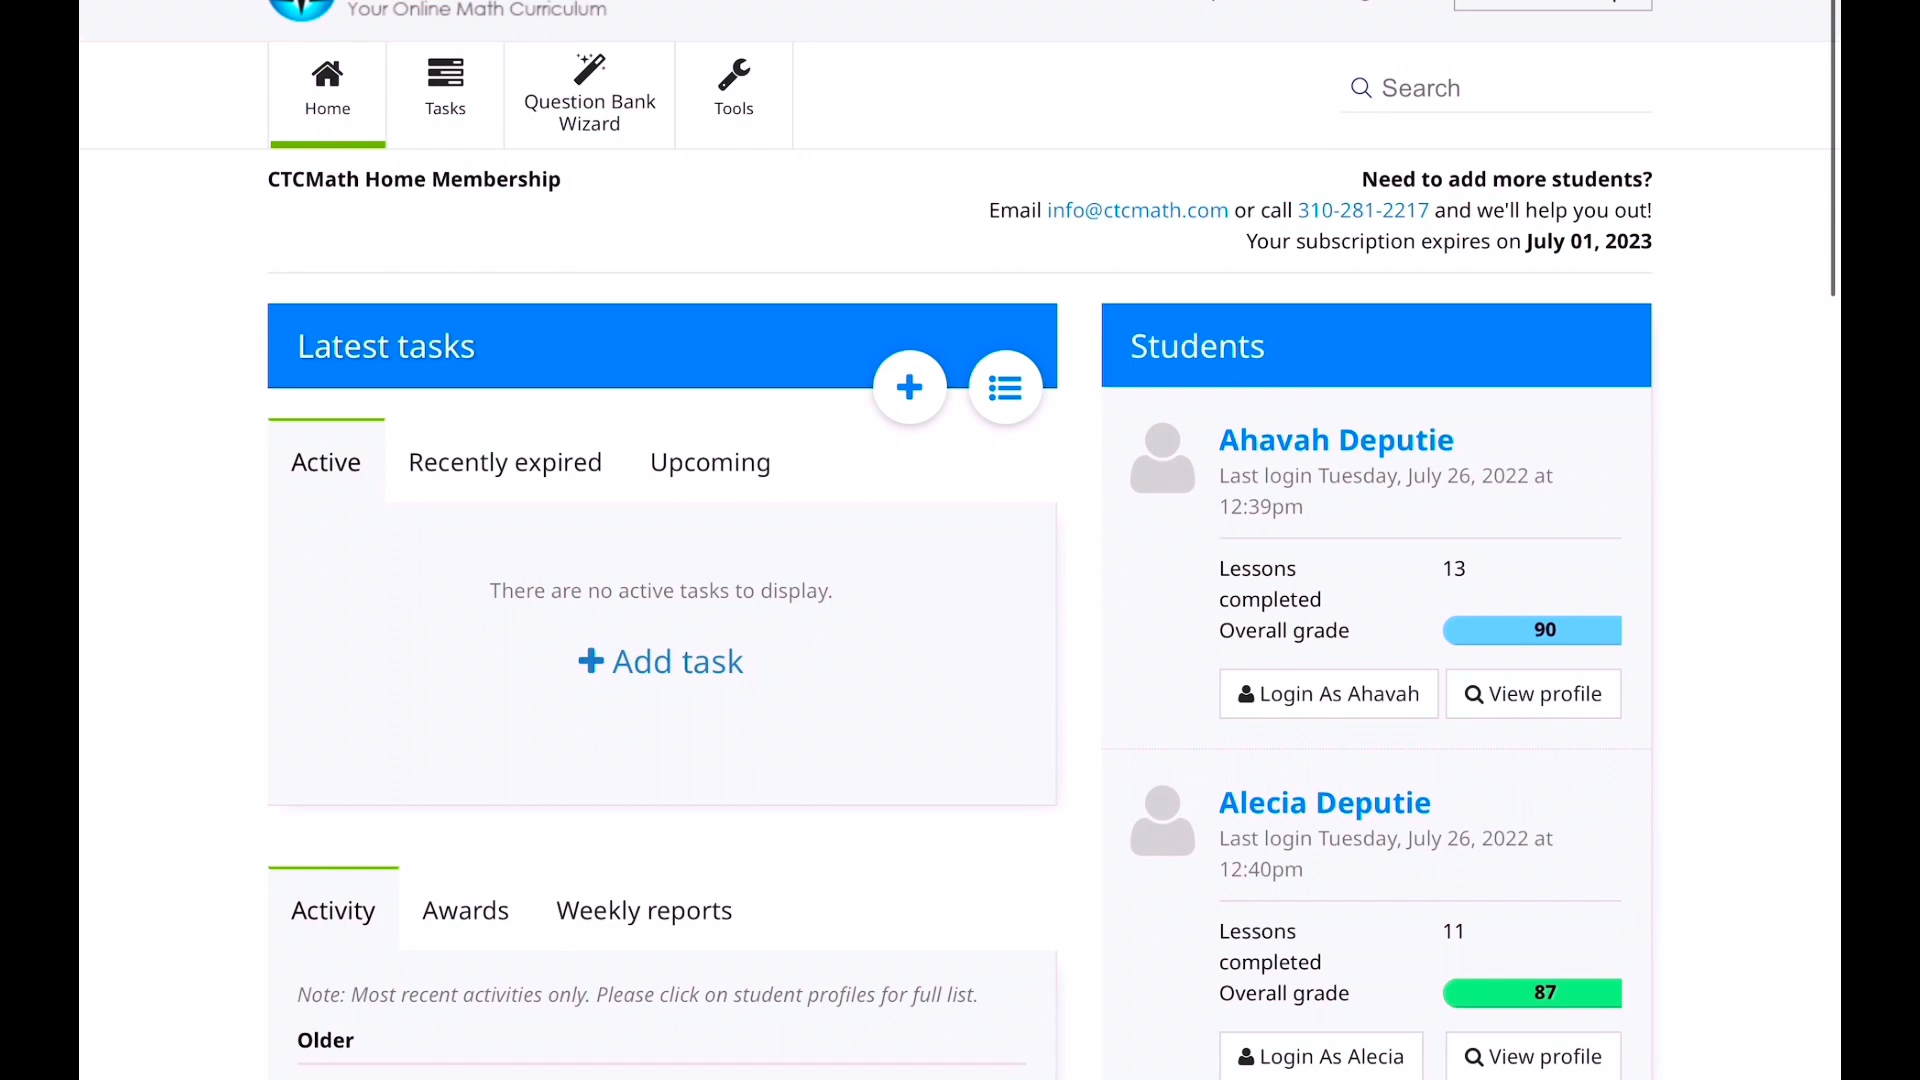 Your Online Math Curriculum
Home
Tasks
Question Bank
Wizard
Tools
Search
CTCMath Home Membership
Need to add more students?
Email info@ctcmath.com or call 310-281-2217 and we'll help you out!
Your subscription expires on July 01, 2023
Latest tasks
Active
Recently expired
Upcoming
There are no active tasks to display.
Add task
Activity
Awards
Weekly reports
Note: Most recent activities only. Please click on student profiles for full list.
Older
Students
Ahavah Deputie
Last login Tuesday, July 26, 2022 at
12:39pm
Lessons 13
completed
Overall grade 90
Login As Ahavah
View profile
Alecia Deputie
Last login Tuesday, July 26, 2022 at
12:40pm
Lessons 11
completed
Overall grade 87
Login As Alecia
View profile